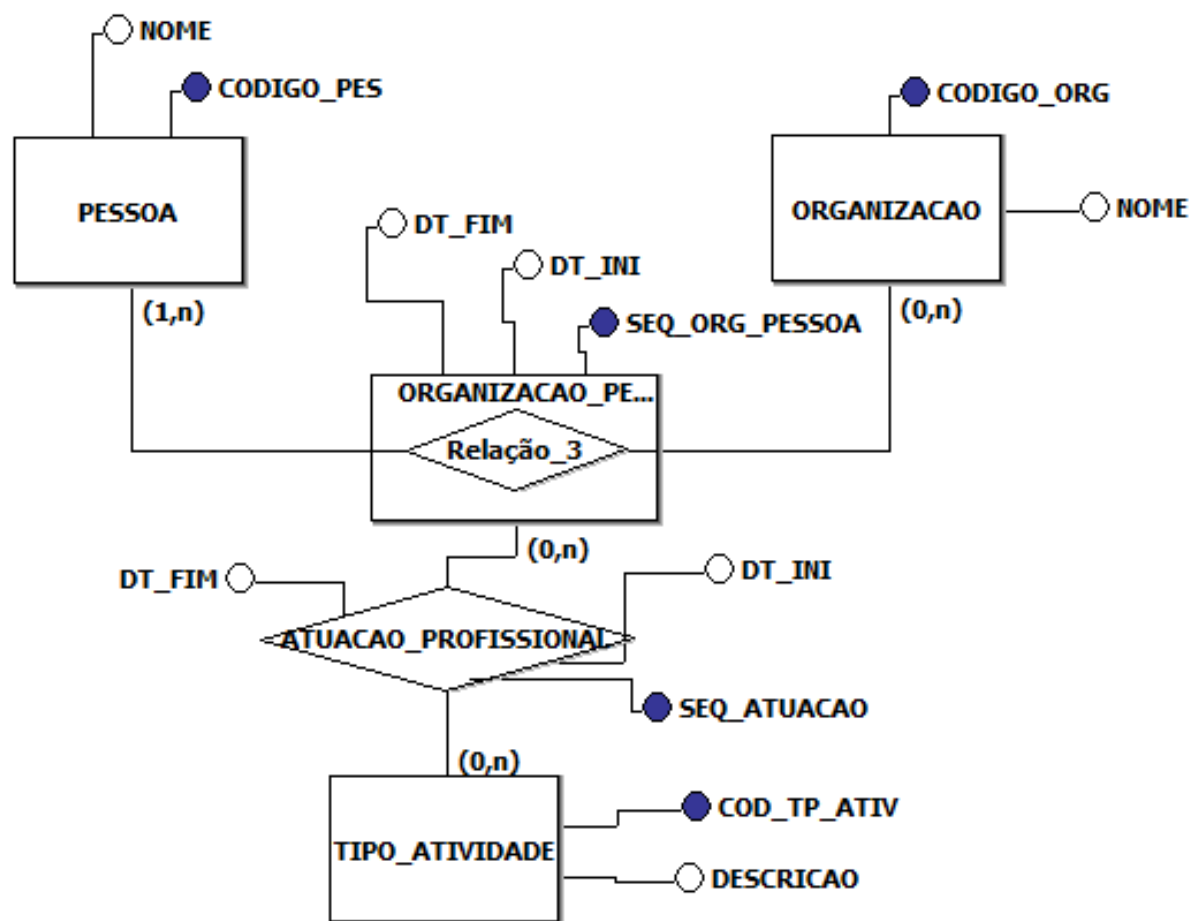 NOME
CODIGO_PES
CODIGO_ORG
PESSOA
ORGANIZACAO
NOME
DT_FIM
DT_INI
SEQ_ORG_PESSOA
(1,n)
(0,n)
ORGANIZACAO_PE...
Relação_3
(0,n)
DT_FIM
DT_INI
ATUACAO_PROFISSIONAL
SEQ_ATUACAO
(0,n)
COD_TP_ATIV
TIPO_ATIVIDADE
DESCRICAO